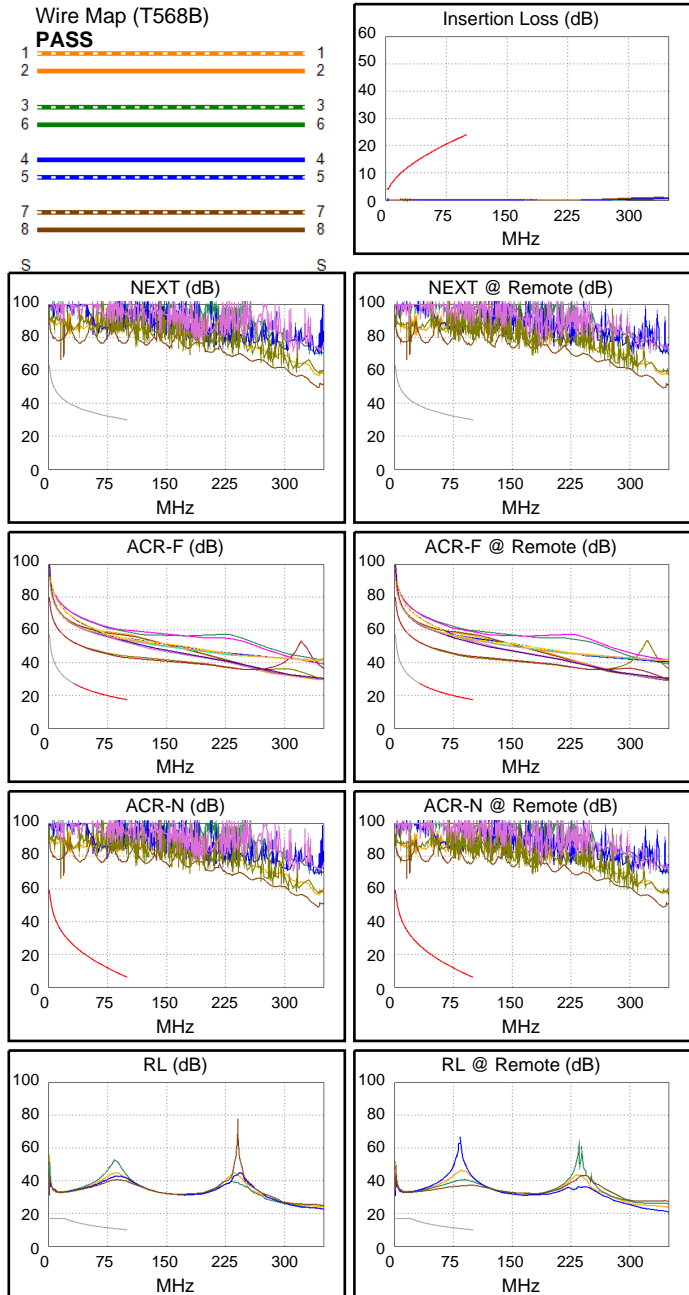 Wire Map (T568B)
PASS
1 1
2 2
3 3
6 6
4 4
5 5
7 7
8 8
S S
Insertion Loss (dB)
60
50
40
30
20
10
0
0 75 150 225 300
MHz
NEXT (dB)
100
80
60
40
20
0
0 75 150 225 300
MHz
NEXT @ Remote (dB)
100
80
60
40
20
0
0 75 150 225 300
MHz
ACR-F (dB)
100
80
60
40
20
0
0 75 150 225 300
MHz
ACR-F @ Remote (dB)
100
80
60
40
20
0
0 75 150 225 300
MHz
ACR-N (dB)
100
80
60
40
20
0
0 75 150 225 300
MHz
ACR-N @ Remote (dB)
100
80
60
40
20
0
0 75 150 225 300
MHz
RL (dB)
100
80
60
40
20
0
0 75 150 225 300
MHz
RL @ Remote (dB)
100
80
60
40
20
0
0 75 150 225 300
MHz